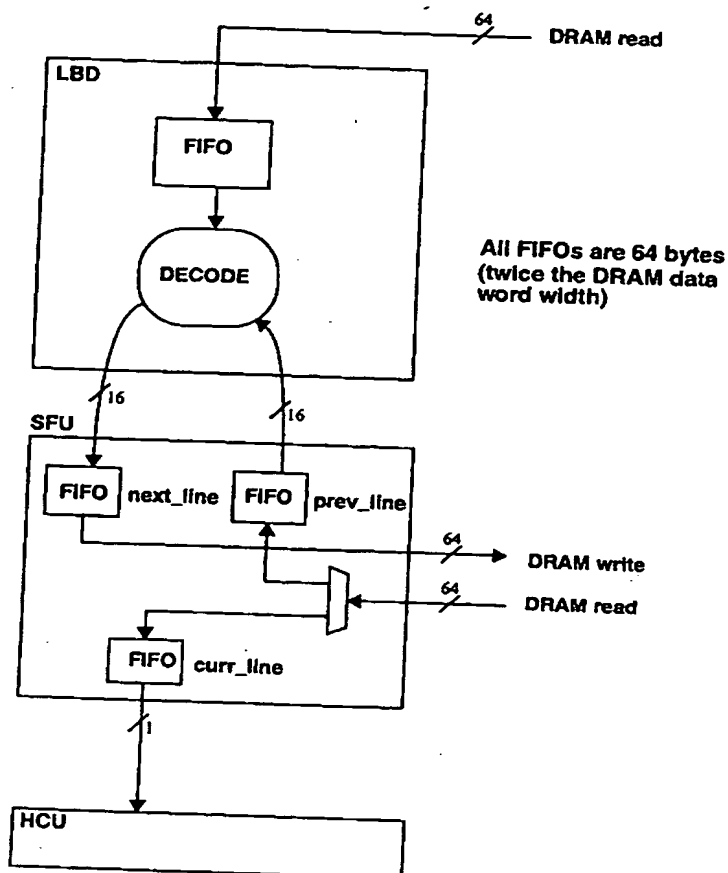 64
DRAM read
LBD
FIFO
DECODE
All FIFOs are 64 bytes
(twice the DRAM data
word width)
16
16
SFU
FIFO
next_line
FIFO
prev_line
64
DRAM write
64
DRAM read
FIFO
curr_line
1
HCU